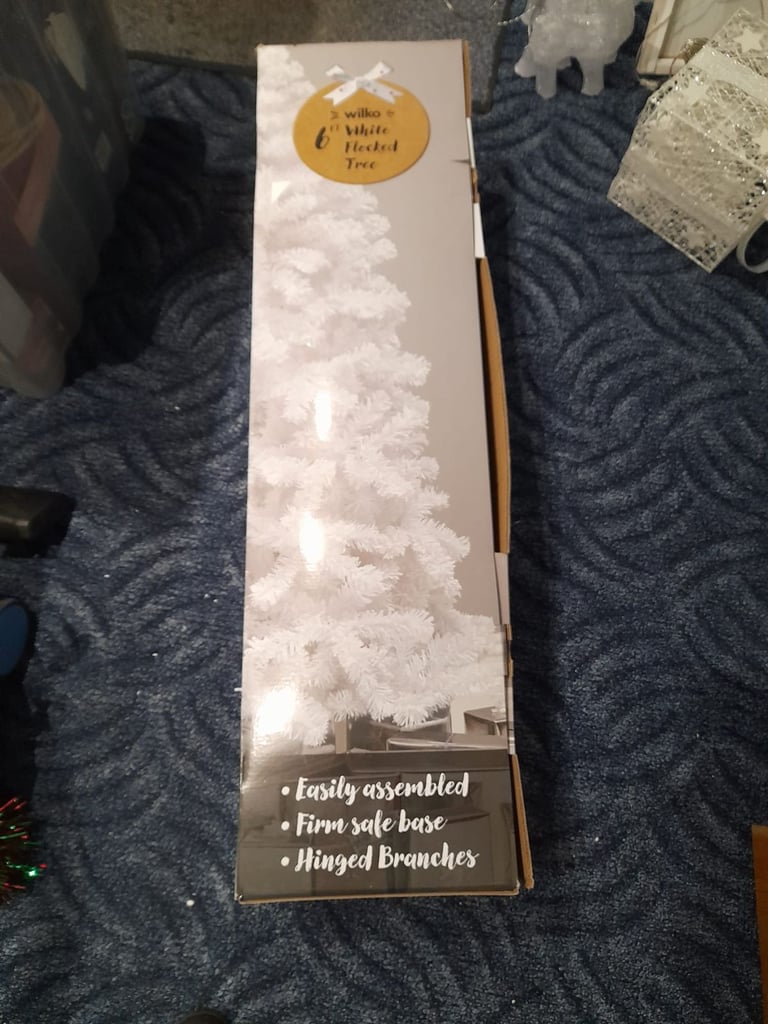 wilko
6FT White
Flocked
Tree
• Easily assembled
• Firm safe base
• Hinged Branches